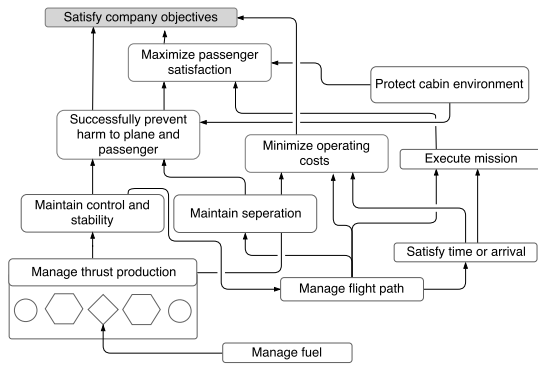 Satisfy company objectives
Maximize passenger
satisfaction
Protect cabin environment
Successfully prevent
harm to plane and
passenger
Minimize operating
costs
Execute mission
Maintain control and
stability
Maintain seperation
Satisfy time or arrival
Manage thrust production
Manage flight path
Manage fuel